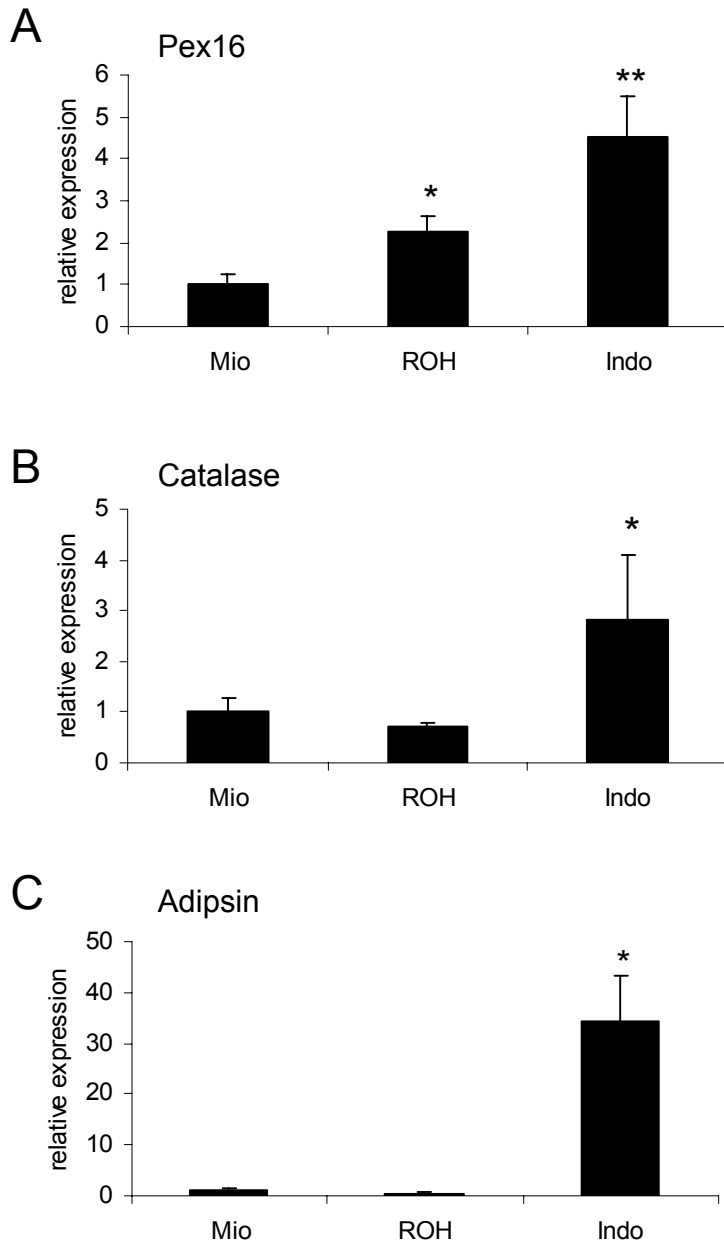 A
Pex16
relative expression
6
5
4
3
2
1
0
*
**
Mio ROH Indo
B
Catalase
relative expression
5
4
3
2
1
0
*
Mio ROH Indo
C
Adipsin
relative expression
50
40
30
20
10
0
*
Mio ROH Indo